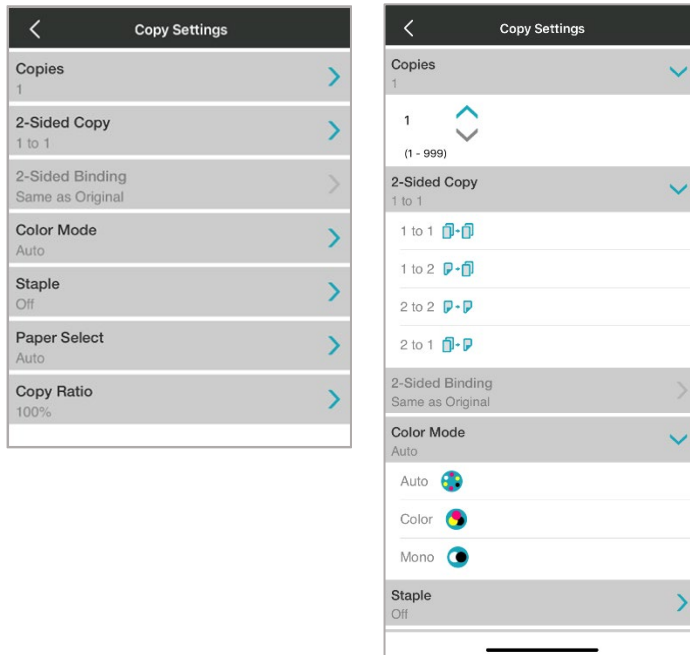 Copy Settings
Copies
1
2-Sided Copy
1 to 1
2-Sided Binding
Same as Original
Color Mode
Auto
Staple
Off
Paper Select
Auto
Copy Ratio
100%
Copy Settings
Copies
1
1
(1 - 999)
2-Sided Copy
1 to 1
1 to 1
1 to 2
2 to 2
2 to 1
2-Sided Binding
Same as Original
Color Mode
Auto
Auto
Color
Mono
Staple
Off